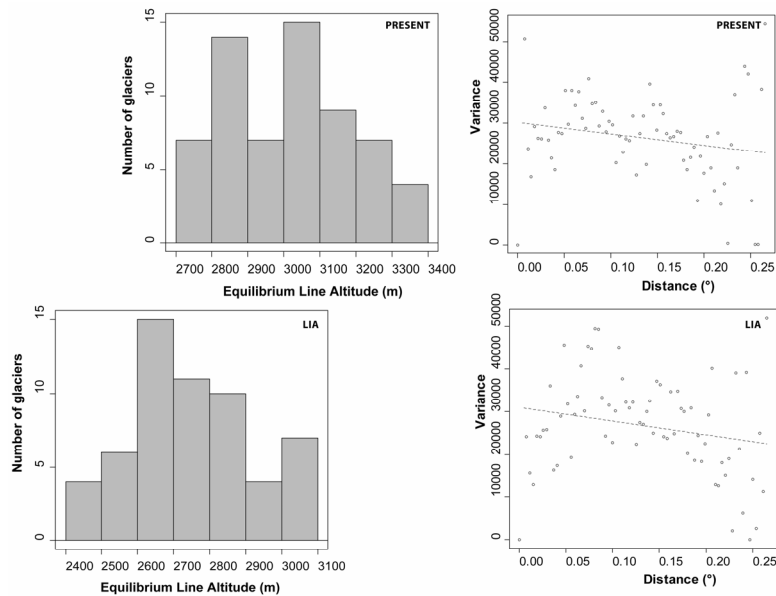 PRESENT
Number of glaciers
0 5 10 15
2700 2800 2900 3000 3100 3200 3300 3400
Equilibrium Line Altitude (m)
PRESENT
Variance
0 10000 20000 30000 40000 50000
0.00 0.05 0.10 0.15 0.20 0.25
Distance (°)
LIA
Number of glaciers
0 5 10 15
2400 2500 2600 2700 2800 2900 3000 3100
Equilibrium Line Altitude (m)
LIA
Variance
0 10000 20000 30000 40000 50000
0.00 0.05 0.10 0.15 0.20 0.25
Distance (°)